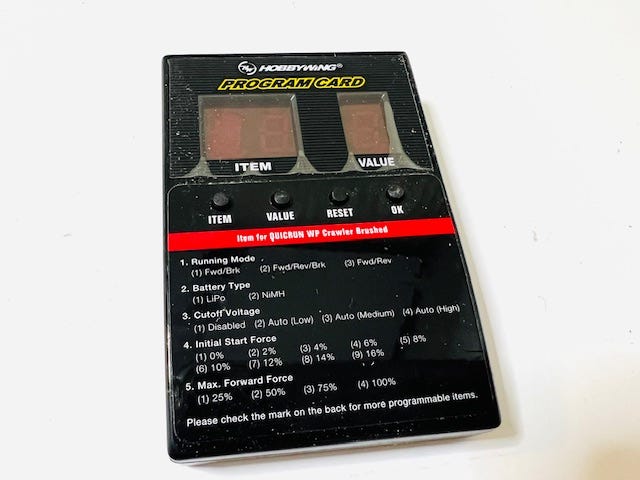 HOBBYWING®
PROGRAM CARD
ITEM VALUE
ITEM VALUE RESET OK
Item for QUICRUN WP Crawler Brushed
1. Running Mode
(1) Fwd/Brk (2) Fwd/Rev/Brk (3) Fwd/Rev
2. Battery Type
(1) LiPo (2) NiMH
3. Cutoff Voltage
(1) Disabled (2) Auto (Low) (3) Auto (Medium) (4) Auto (High)
4. Initial Start Force
(1) 0% (2) 2% (3) 4% (4) 6% (5) 8%
(6) 10% (7) 12% (8) 14% (9) 16%
5. Max. Forward Force
(1) 25% (2) 50% (3) 75% (4) 100%
Please check the mark on the back for more programmable items.